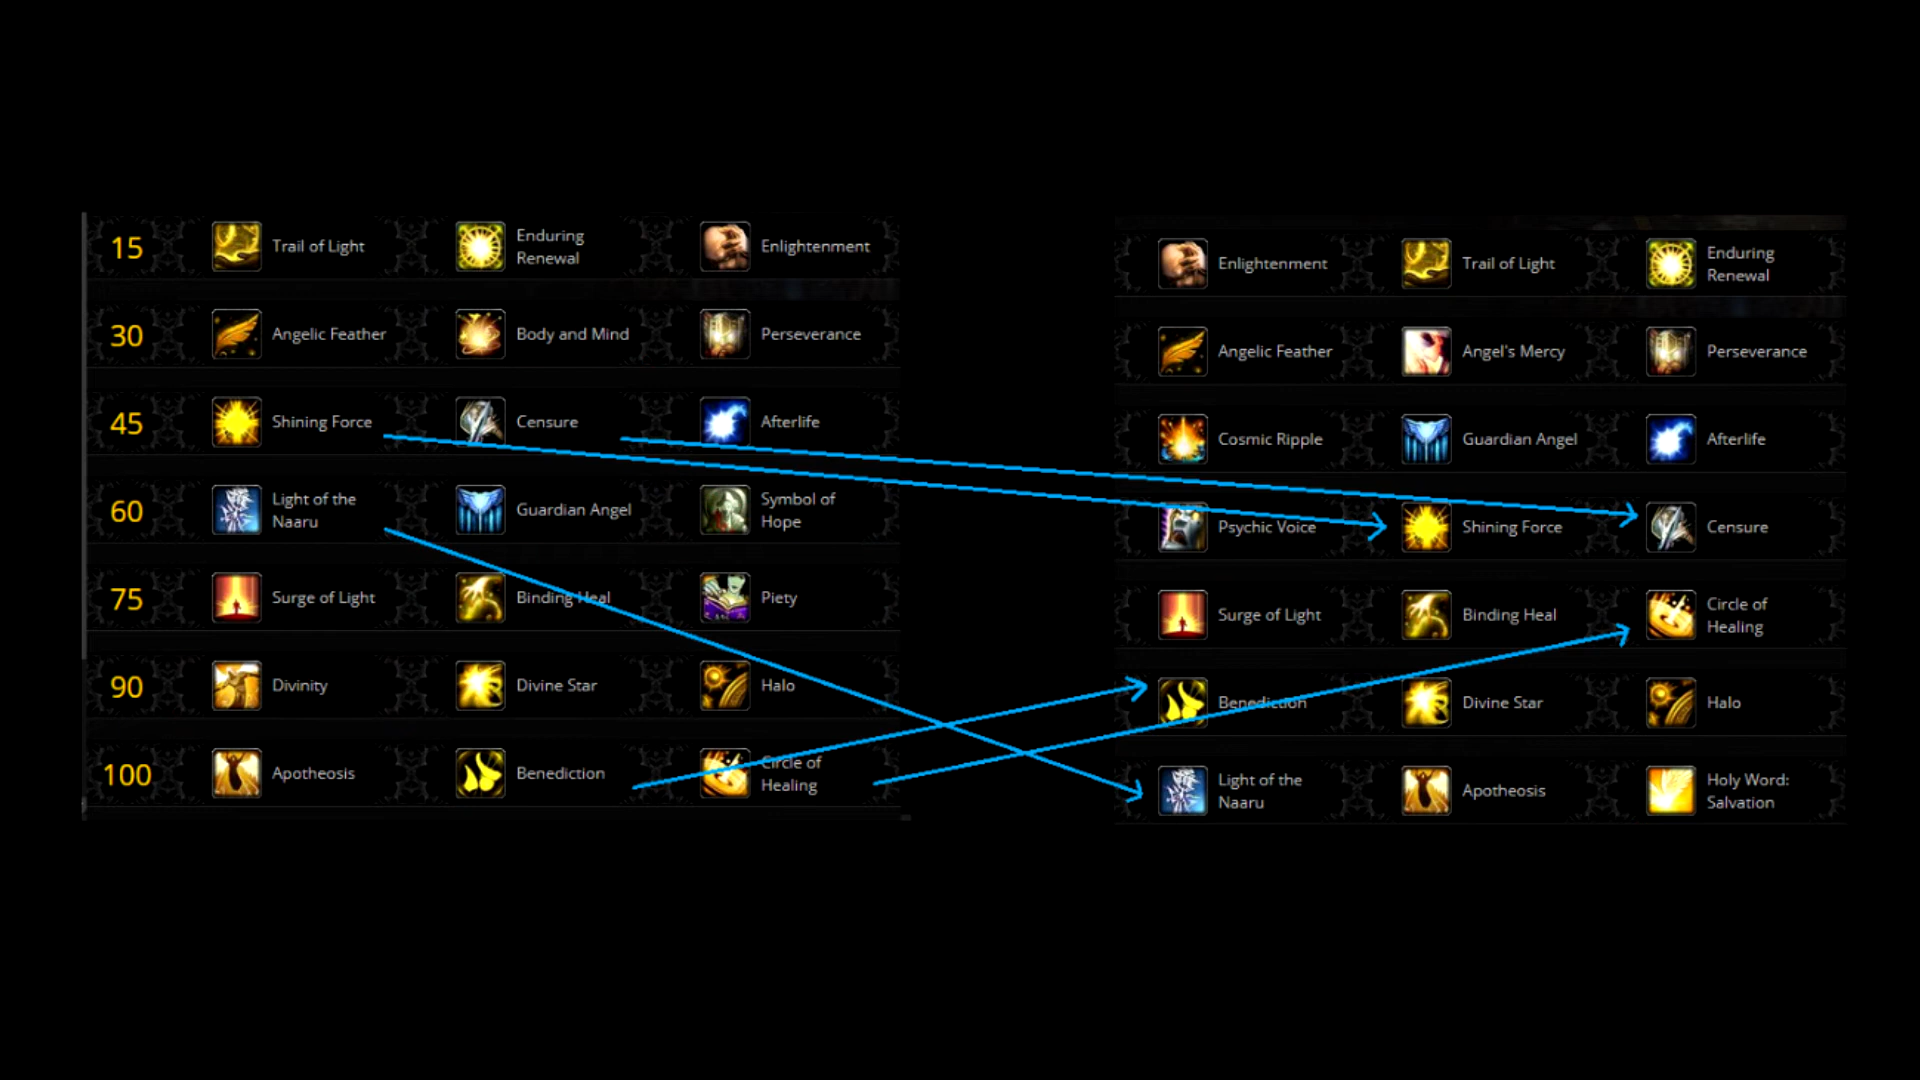 15
Trail of Light
Enduring
Renewal
Enlightenment
30
Angelic Feather
Body and Mind
Perseverance
45
Shining Force
Censure
Afterlife
60
Light of the
Naaru
Guardian Angel
Symbol of
Hope
75
Surge of Light
Binding Heal
Piety
90
Divinity
Divine Star
Halo
100
Apotheosis
Benediction
Circle of
Healing
Enlightenment
Trail of Light
Enduring
Renewal
Angelic Feather
Angel's Mercy
Perseverance
Cosmic Ripple
Guardian Angel
Afterlife
Psychic Voice
Shining Force
Censure
Surge of Light
Binding Heal
Circle of
Healing
Benediction
Divine Star
Halo
Light of the
Naaru
Apotheosis
Holy Word:
Salvation